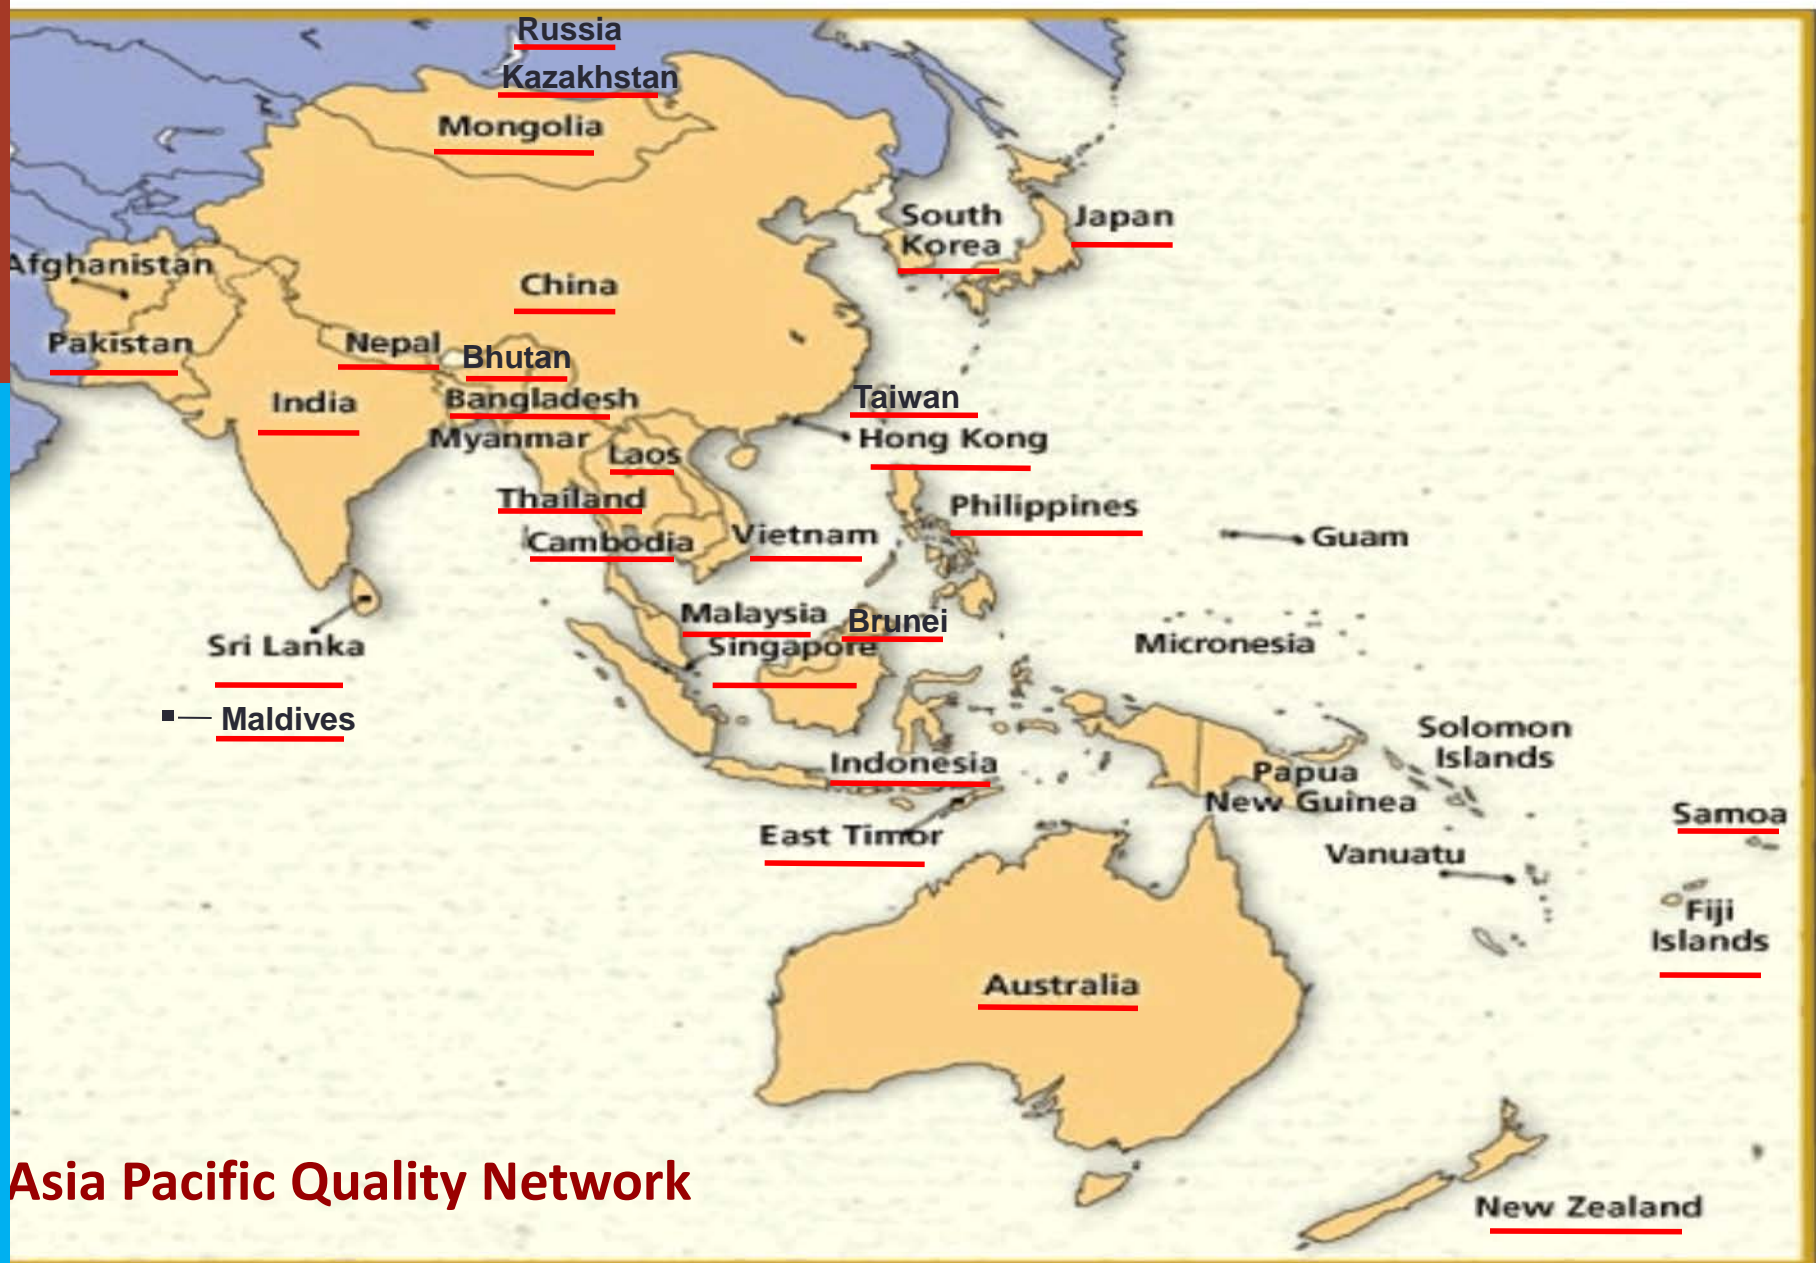 Russia
Kazakhstan
Mongolia
South
Korea
Japan
Afghanistan
China
Pakistan
Nepal
Bhutan
India
Bangladesh
Taiwan
Myanmar
Hong Kong
Laos
Thailand
Philippines
Cambodia
Vietnam
Guam
Malaysia
Brunei
Sri Lanka
Singapore
Micronesia
Maldives
Solomon
Islands
Indonesia
Papua
New Guinea
Samoa
East Timor
Vanuatu
Fiji
Islands
Australia
Asia Pacific Quality Network
New Zealand